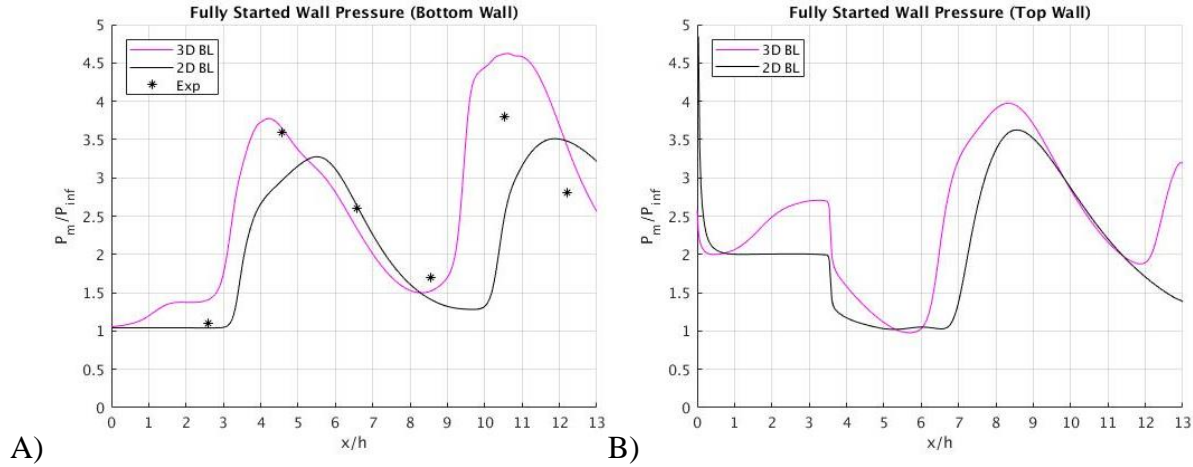 Fully Started Wall Pressure (Bottom Wall)
5
4.5
4
3.5
3
2.5
2
1.5
1
0.5
0
P_m/P_inf
3D BL
2D BL
Exp
0 1 2 3 4 5 6 7 8 9 10 11 12 13
x/h
A)
Fully Started Wall Pressure (Top Wall)
5
4.5
4
3.5
3
2.5
2
1.5
1
0.5
0
P_m/P_inf
3D BL
2D BL
0 1 2 3 4 5 6 7 8 9 10 11 12 13
x/h
B)